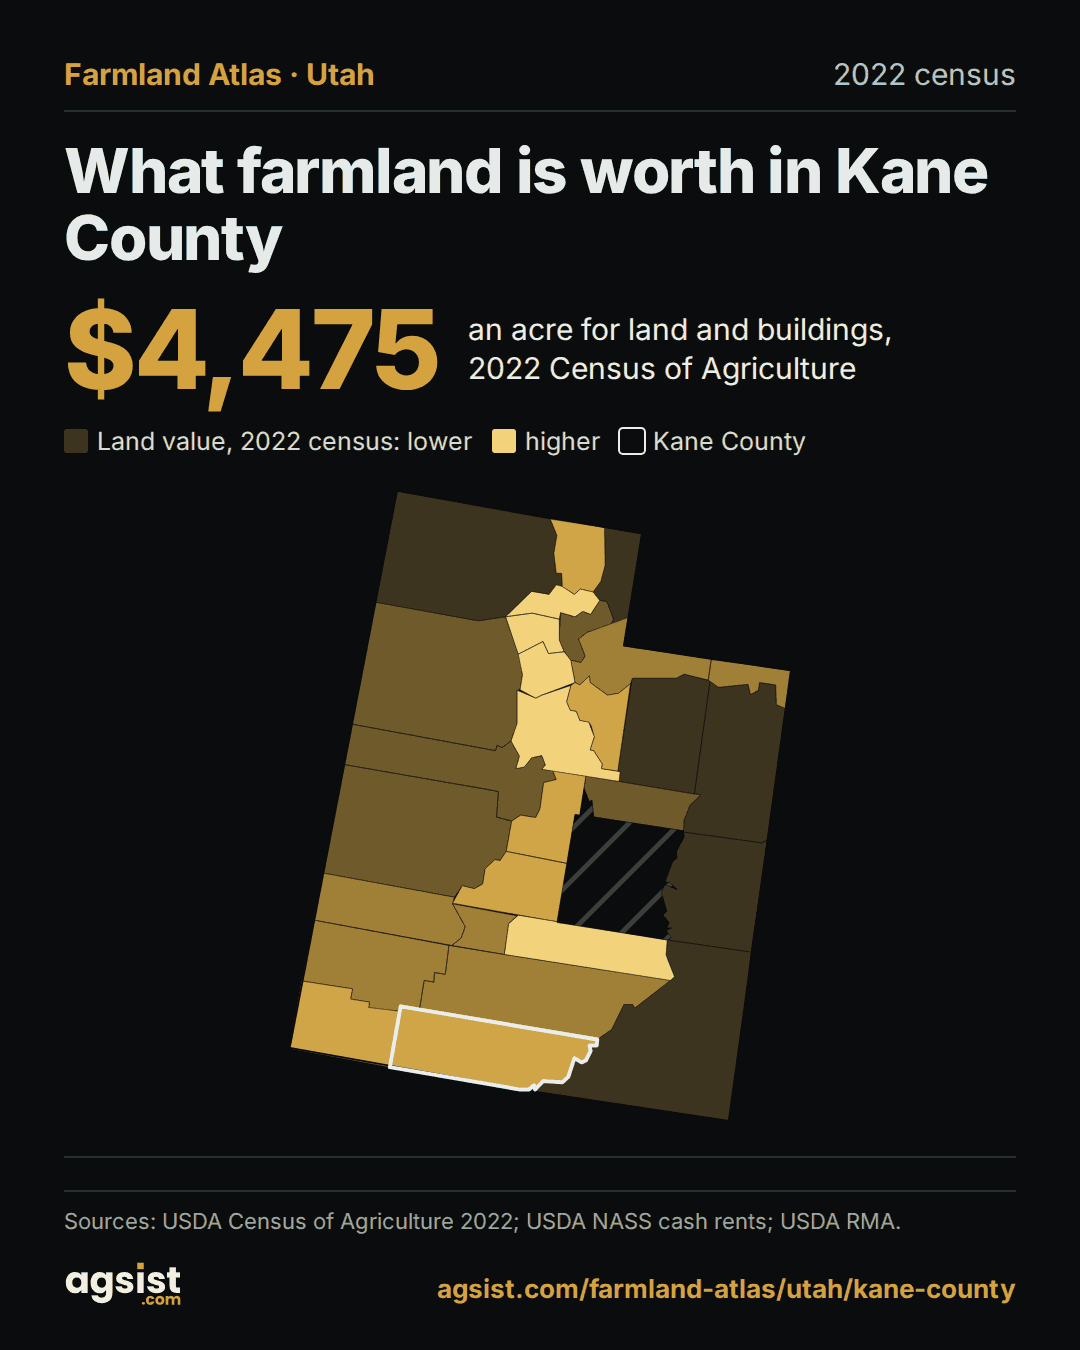 Farmland Atlas · Utah
2022 census
What farmland is worth in Kane
County
$4,475
an acre for land and buildings,
2022 Census of Agriculture
Land value, 2022 census: lower
higher
Kane County
Sources: USDA Census of Agriculture 2022; USDA NASS cash rents; USDA RMA.
agsist
.com
agsist.com/farmland-atlas/utah/kane-county